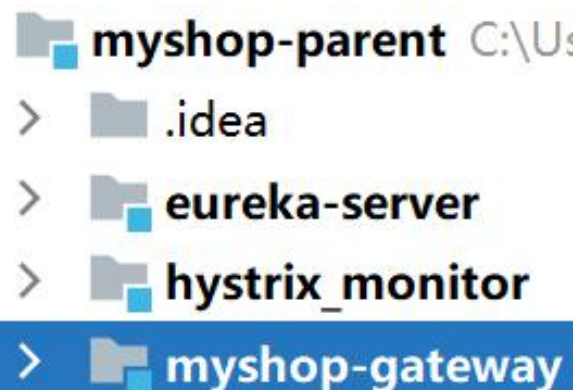 myshop-parent C:\Us
.idea
eureka-server
hystrix_monitor
myshop-gateway